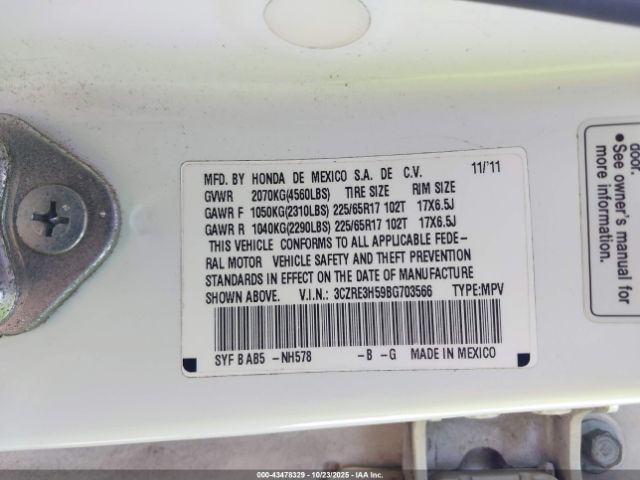 MFD. BY HONDA DE MEXICO S.A. DE C.V. 11/'11
GVWR 2070KG(4560LBS) TIRE SIZE RIM SIZE
GAWR F 1050KG(2310LBS) 225/65R17 102T 17X6.5J
GAWR R 1040KG(2290LBS) 225/65R17 102T 17X6.5J
THIS VEHICLE CONFORMS TO ALL APPLICABLE FEDE-
RAL MOTOR VEHICLE SAFETY AND THEFT PREVENTION
STANDARDS IN EFFECT ON THE DATE OF MANUFACTURE
SHOWN ABOVE. V.I.N.: 3CZRE3H59BG703566 TYPE:MPV
SYF B AB5 -NH578 -B -G MADE IN MEXICO
door.
● See owner's
manual for
more information.
00-43478329 - 10/23/2025 - IAAI.COM